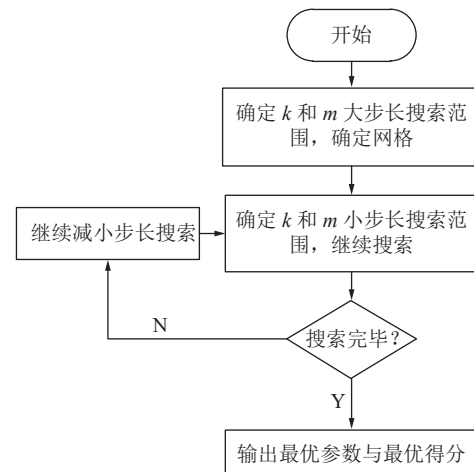 开始
确定 k 和 m 大步长搜索范
围，确定网格
继续减小步长搜索
确定 k 和 m 小步长搜索范
围，继续搜索
N
搜索完毕？
Y
输出最优参数与最优得分